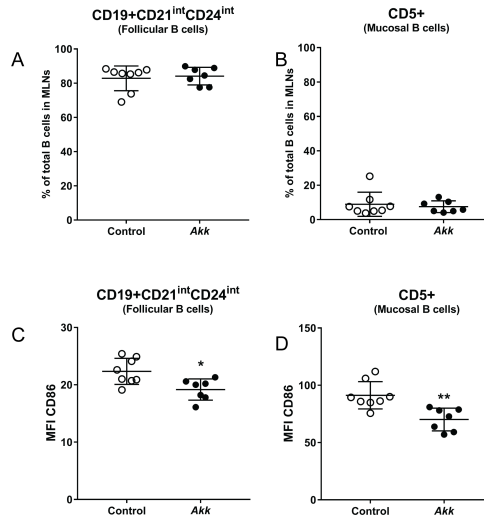 A
CD19+CD21intCD24int
(Follicular B cells)
% of total B cells in MLNs
100
80
60
40
20
0
Control
Akk
B
CD5+
(Mucosal B cells)
% of total B cells in MLNs
100
80
60
40
20
0
Control
Akk
C
CD19+CD21intCD24int
(Follicular B cells)
MFI CD86
30
20
10
0
*
Control
Akk
D
CD5+
(Mucosal B cells)
MFI CD86
150
100
50
0
**
Control
Akk